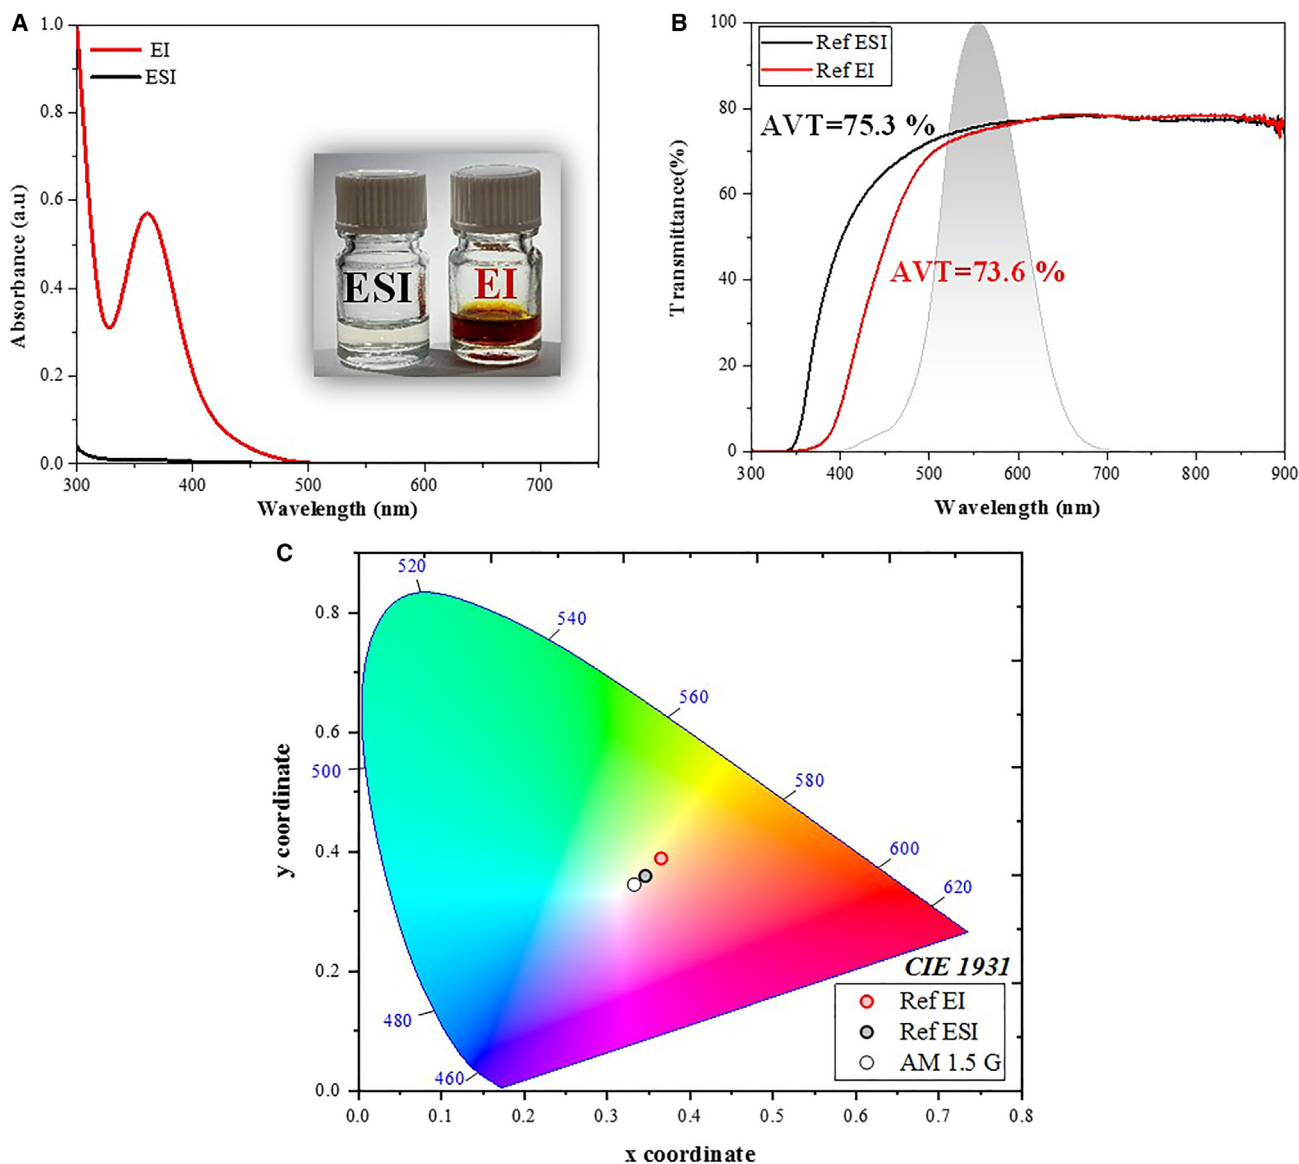 A
1.0
0.8
0.6
0.4
0.2
0.0
Absorbance (a.u)
EI
ESI
ESI
EI
300
400
500
600
700
Wavelength (nm)
B
100
80
60
40
20
0
Transmittance(%)
Ref ESI
Ref EI
AVT=75.3 %
AVT=73.6 %
300
400
500
600
700
800
900
Wavelength (nm)
C
0.8
0.6
0.4
0.2
0.0
y coordinate
520
540
560
580
600
620
500
480
460
CIE 1931
Ref EI
Ref ESI
AM 1.5 G
0.0
0.1
0.2
0.3
0.4
0.5
0.6
0.7
0.8
x coordinate